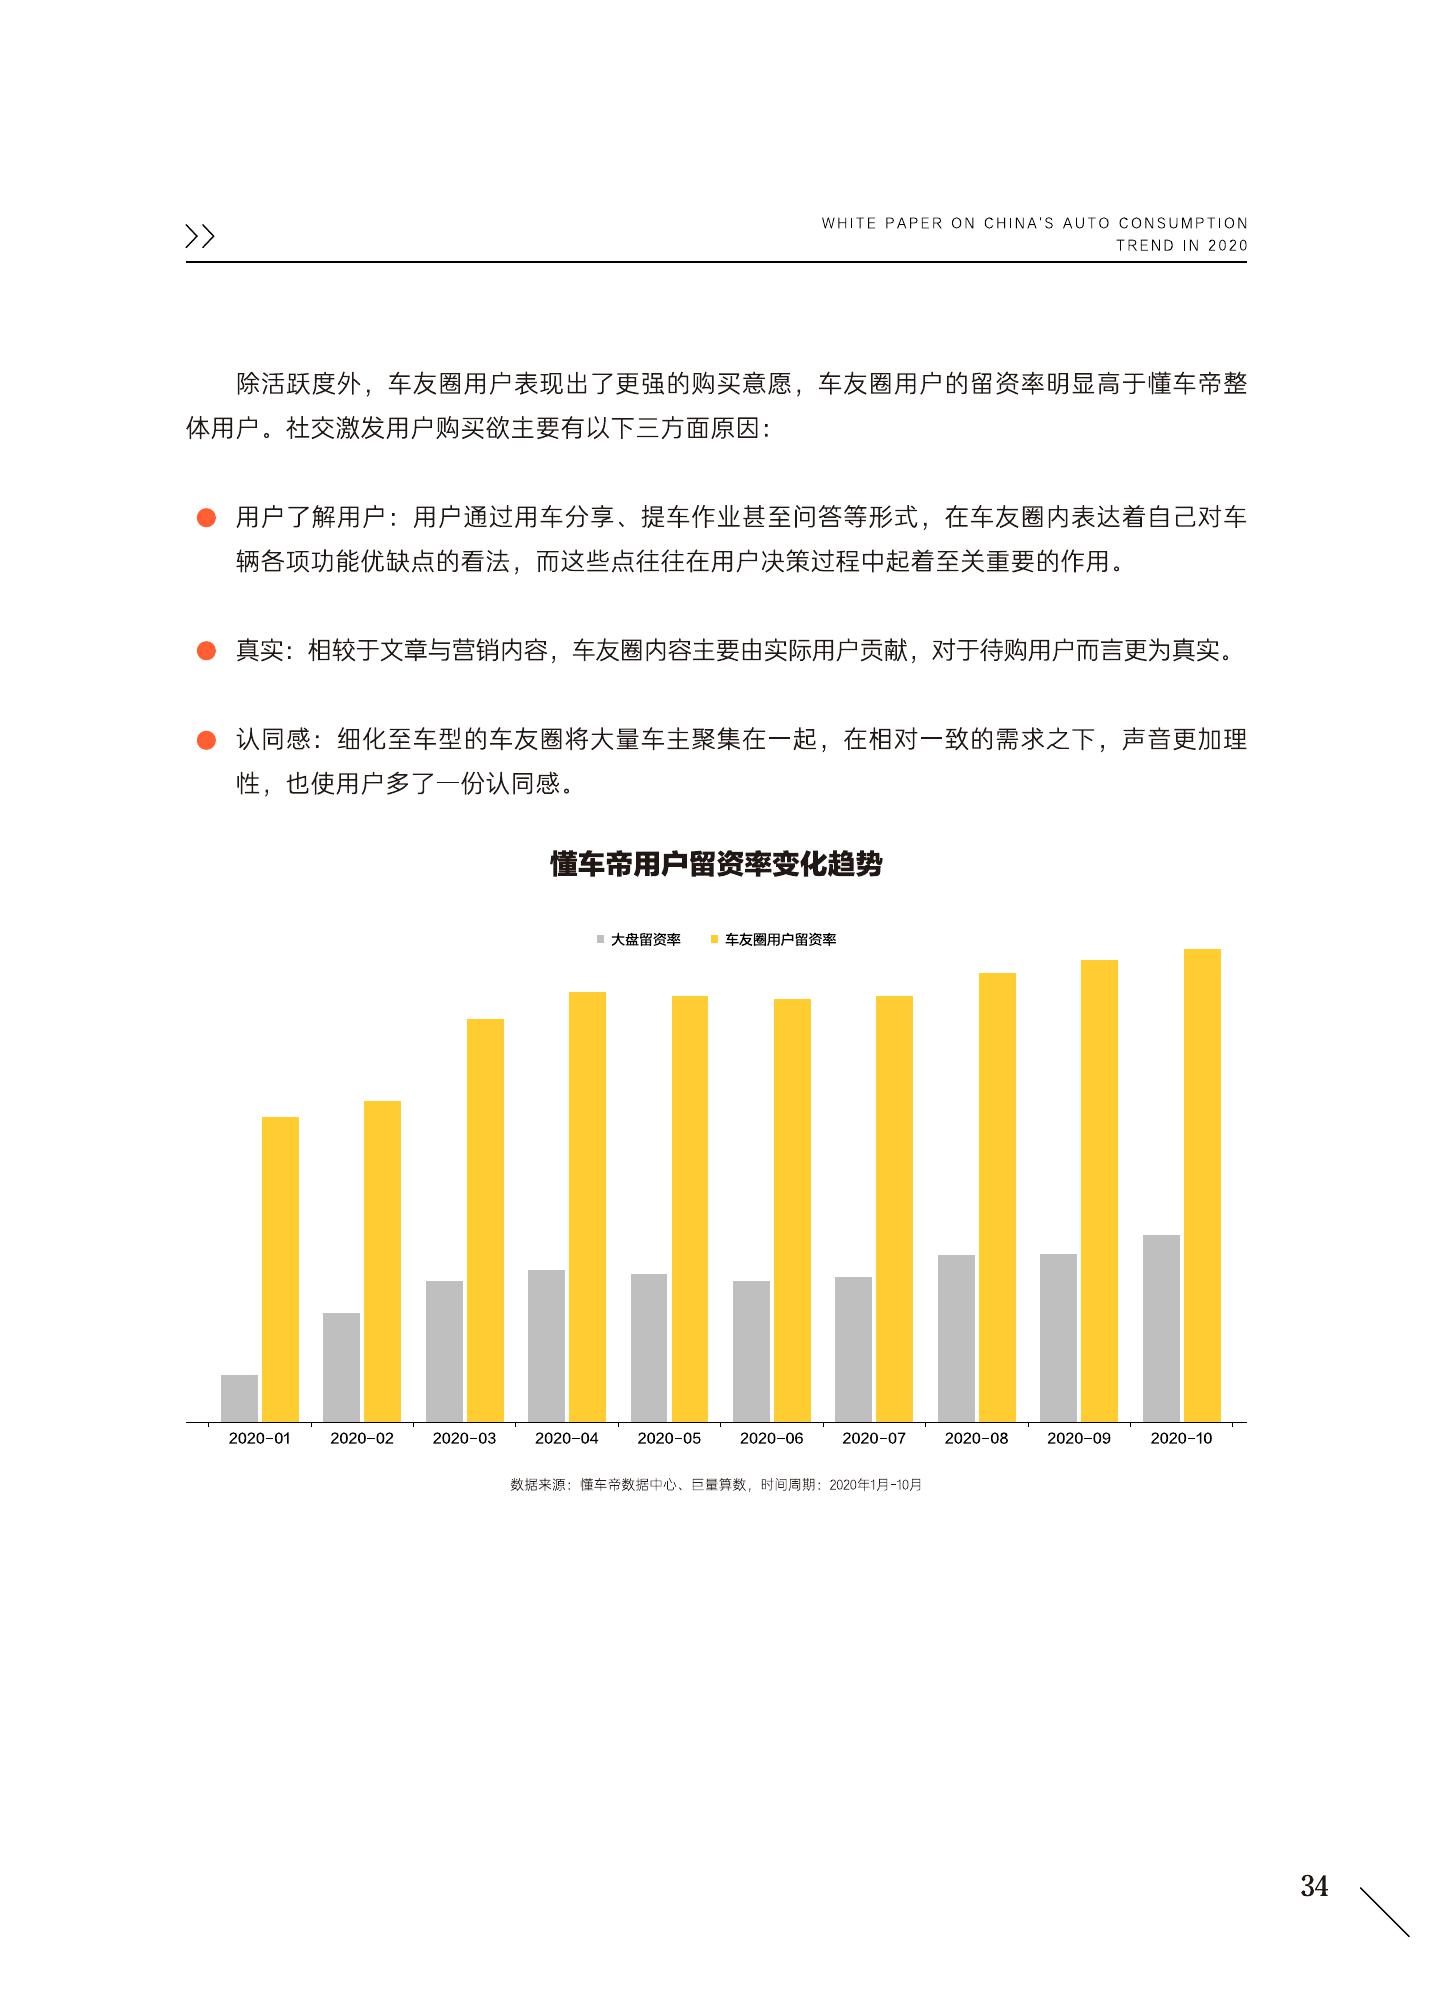 WHITE PAPER ON CHINA'S AUTO CONSUMPTION
TREND IN 2020
除活跃度外，车友圈用户表现出了更强的购买意愿，车友圈用户的留资率明显高于懂车帝整
体用户。社交激发用户购买欲主要有以下三方面原因：
用户了解用户：用户通过用车分享、提车作业甚至问答等形式，在车友圈内表达着自己对车
辆各项功能优缺点的看法，而这些点往往在用户决策过程中起着至关重要的作用。
真实：相较于文章与营销内容，车友圈内容主要由实际用户贡献，对于待购用户而言更为真实。
认同感：细化至车型的车友圈将大量车主聚集在一起，在相对一致的需求之下，声音更加理
性，也使用户多了一份认同感。
懂车帝用户留资率变化趋势
大盘留资率 车友圈用户留资率
2020-01 2020-02 2020-03 2020-04 2020-05 2020-06 2020-07 2020-08 2020-09 2020-10
数据来源：懂车帝数据中心、巨量算数，时间周期：2020年1月-10月
34